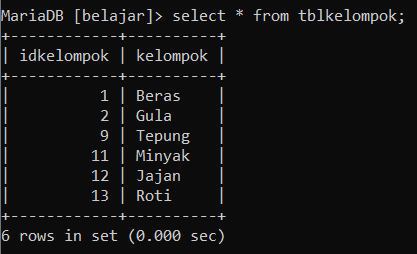 MariaDB [belajar]> select * from tblkelompok;
+------------+----------+
| idkelompok | kelompok |
+------------+----------+
|          1 | Beras    |
|          2 | Gula     |
|          9 | Tepung   |
|         11 | Minyak   |
|         12 | Jajan    |
|         13 | Roti     |
+------------+----------+
6 rows in set (0.000 sec)